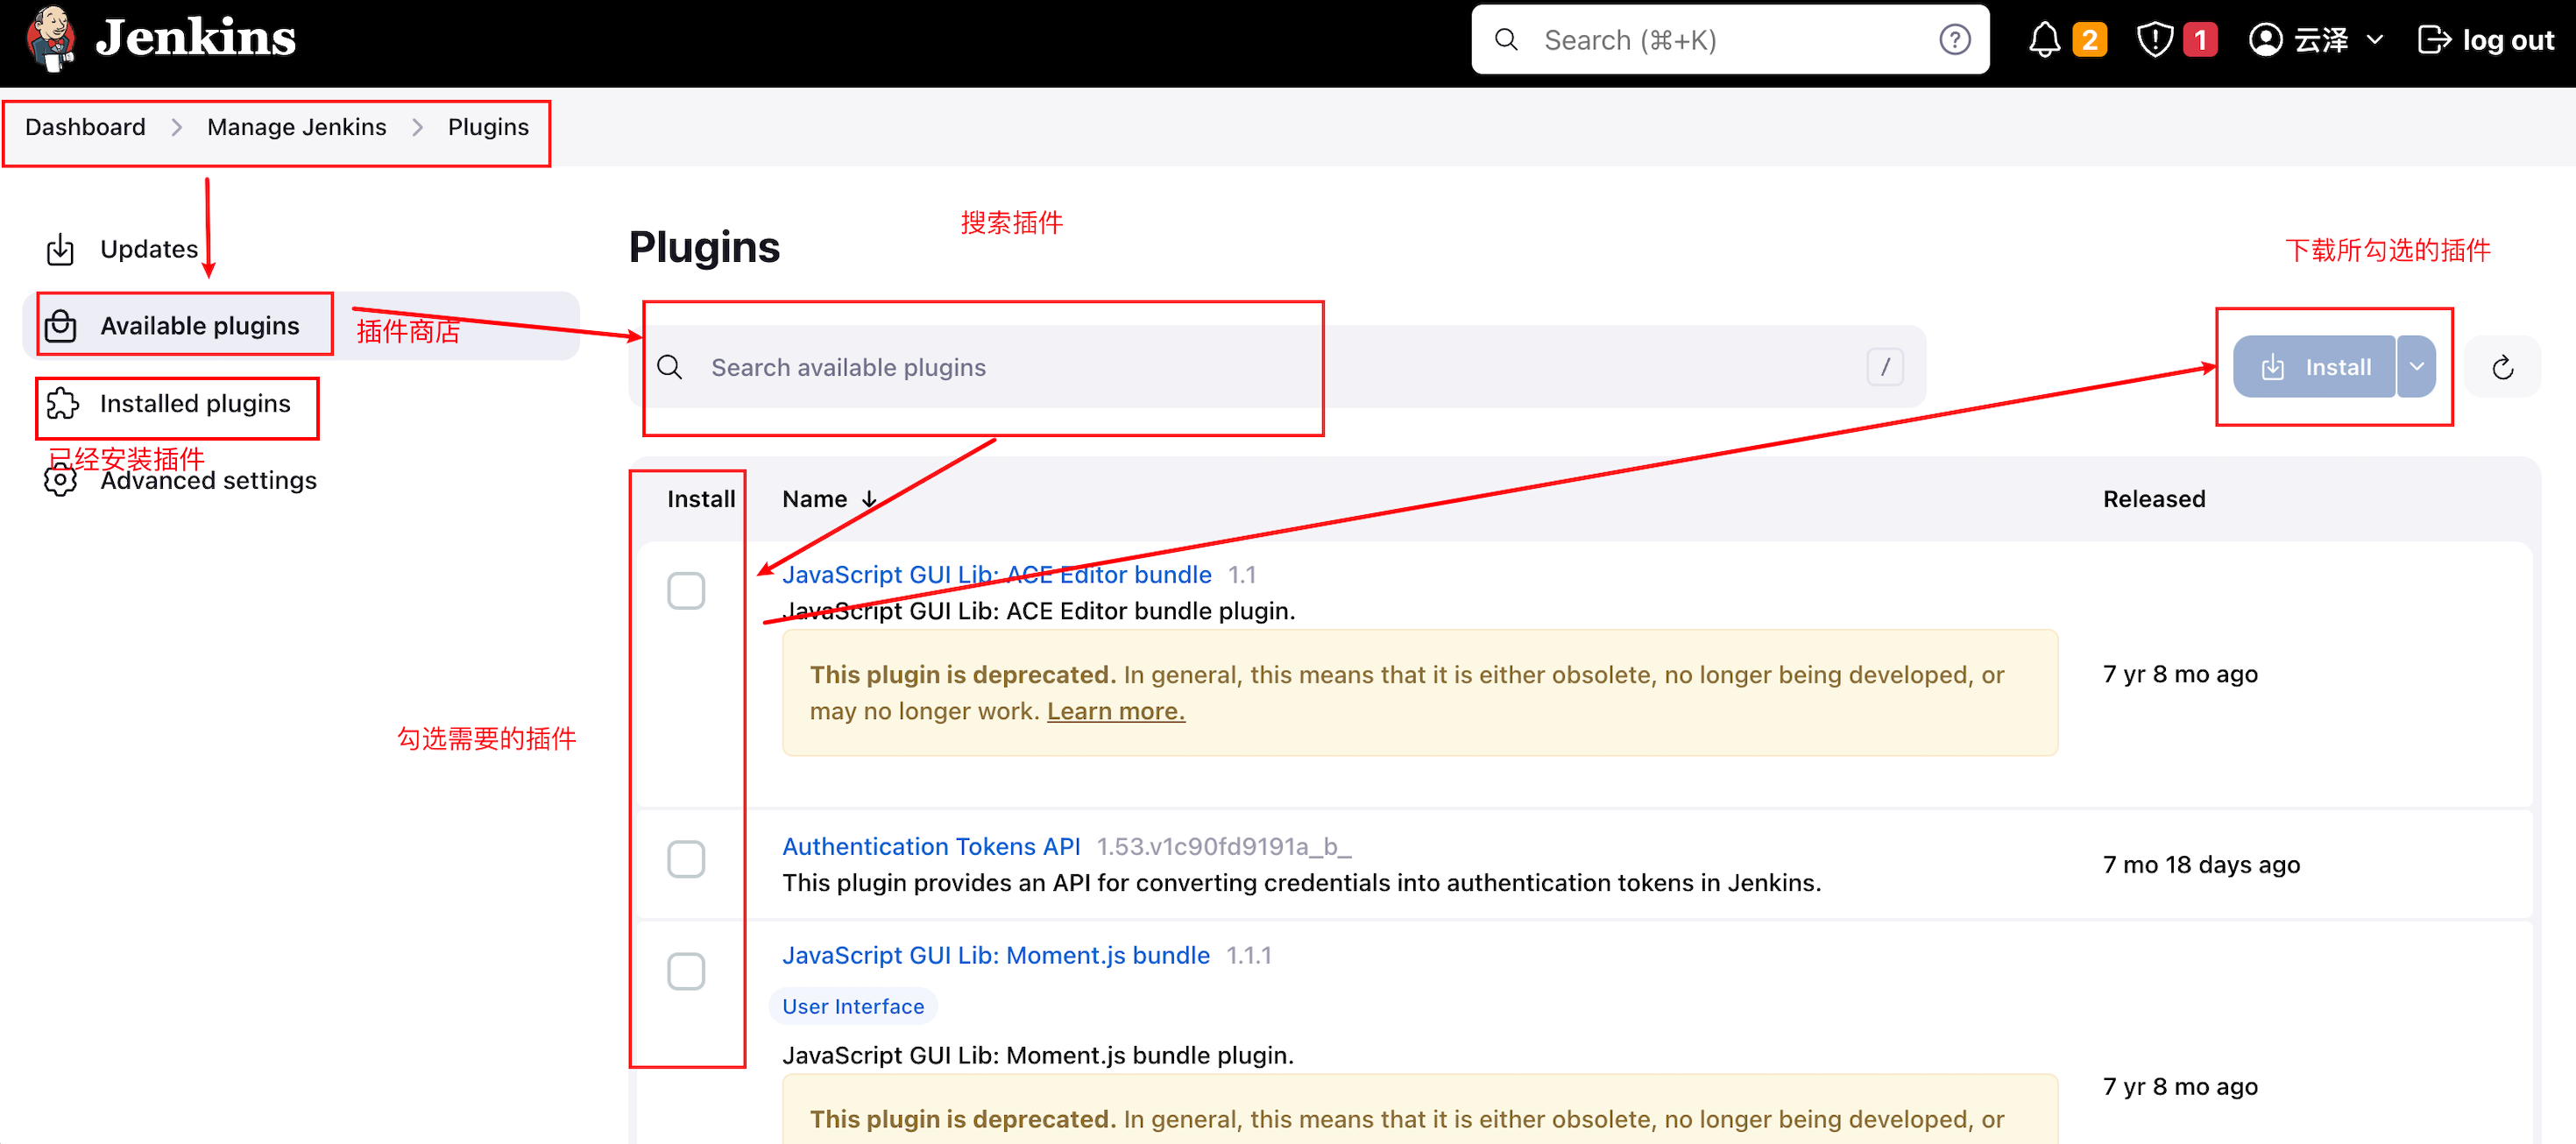 Jenkins
Search (⌘+K)
2
1
云泽
log out
Dashboard > Manage Jenkins > Plugins
Updates
Available plugins
插件商店
Installed plugins
已经安装插件
Advanced settings
Plugins
搜索插件
下载所勾选的插件
Search available plugins
/
Install
Install Name ↓ Released
勾选需要的插件
JavaScript GUI Lib: ACE Editor bundle 1.1
JavaScript GUI Lib: ACE Editor bundle plugin.
This plugin is deprecated. In general, this means that it is either obsolete, no longer being developed, or
may no longer work. Learn more.
7 yr 8 mo ago
Authentication Tokens API 1.53.v1c90fd9191a_b_
This plugin provides an API for converting credentials into authentication tokens in Jenkins.
7 mo 18 days ago
JavaScript GUI Lib: Moment.js bundle 1.1.1
User Interface
JavaScript GUI Lib: Moment.js bundle plugin.
This plugin is deprecated. In general, this means that it is either obsolete, no longer being developed, or
7 yr 8 mo ago